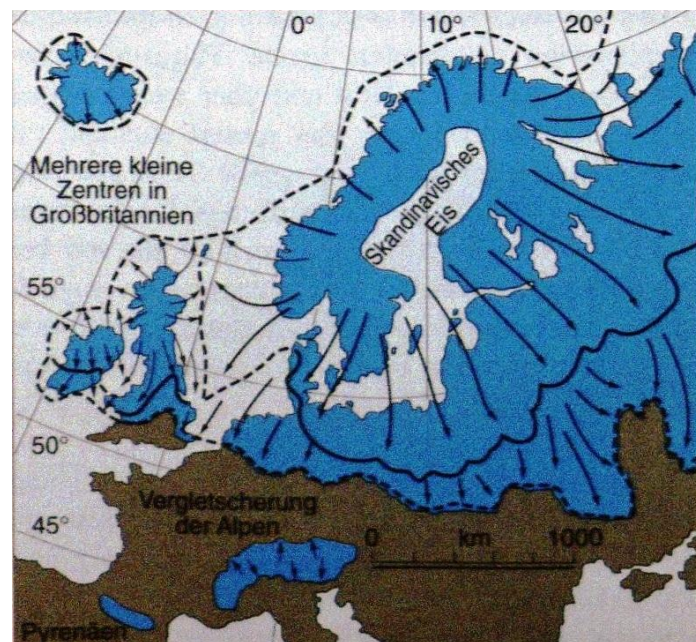 0°
10°
20°
Mehrere kleine
Zentren in
Großbritannien
Skandinavisches
Eis
55°
50°
45°
Vergletscherung
der Alpen
0 km 1000
Pyrenäen